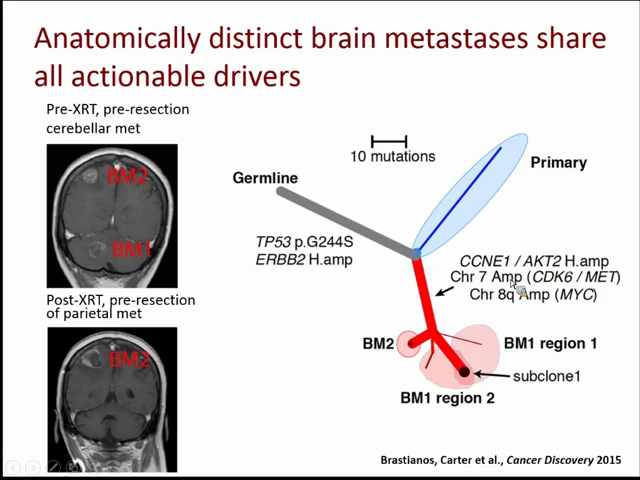 Anatomically distinct brain metastases share
all actionable drivers
Pre-XRT, pre-resection
cerebellar met
BM2
BM1
Post-XRT, pre-resection
of parietal met
BM2
10 mutations
Germline
Primary
TP53 p.G244S
ERBB2 H.amp
CCNE1 / AKT2 H.amp
Chr 7 Amp (CDK6 / MET)
Chr 8q Amp (MYC)
BM2
BM1 region 1
subclone1
BM1 region 2
Brastianos, Carter et al., Cancer Discovery 2015